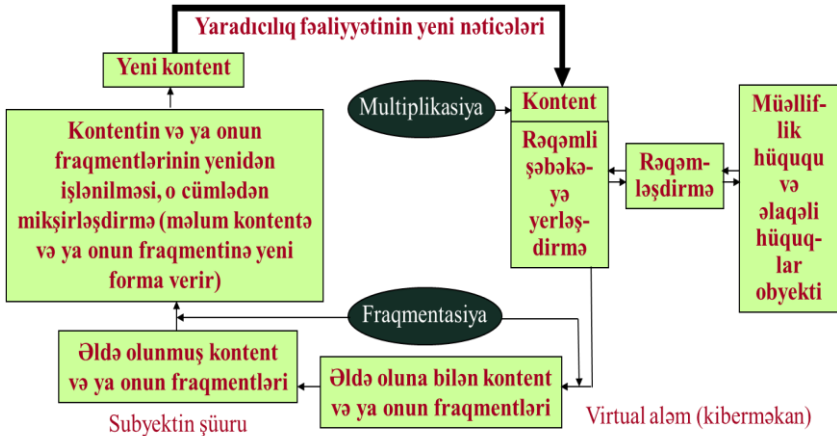 Yaradıcılıq fəaliyyətinin yeni nəticələri
Yeni kontent
Multiplikasiya
Kontent
Kontentin və ya onun
fraqmentlərinin yenidən
işlənilməsi, o cümlədən
mikşirləşdirmə (məlum kontentə
və ya onun fraqmentinə yeni
forma verir)
Rəqəmli
şəbəkə-
yə
yerləş-
dirmə
Rəqəm-
ləşdirmə
Müəllif-
lik
hüququ
və
əlaqəli
hüquq-
lar
obyekti
Fraqmentasiya
Əldə olunmuş kontent
və ya onun fraqmentləri
Əldə oluna bilən kontent
və ya onun fraqmentləri
Subyektin şüuru
Virtual aləm (kiberməkan)